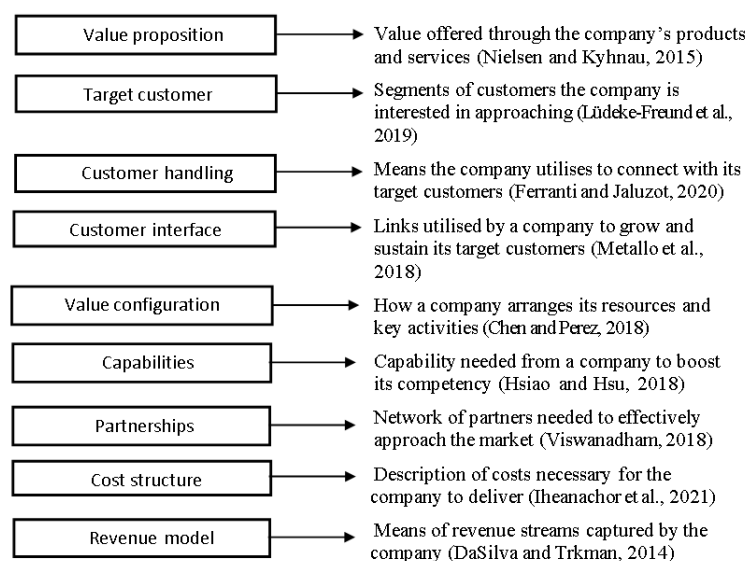 Value proposition
Value offered through the company's products
and services (Nielsen and Kyhnau, 2015)
Target customer
Segments of customers the company is
interested in approaching (Lüdeke-Freund et al.,
2019)
Customer handling
Means the company utilises to connect with its
target customers (Ferranti and Jaluzot, 2020)
Customer interface
Links utilised by a company to grow and
sustain its target customers (Metallo et al.,
2018)
Value configuration
How a company arranges its resources and
key activities (Chen and Perez, 2018)
Capabilities
Capability needed from a company to boost
its competency (Hsiao and Hsu, 2018)
Partnerships
Network of partners needed to effectively
approach the market (Viswanadham, 2018)
Cost structure
Description of costs necessary for the
company to deliver (Iheanachor et al., 2021)
Revenue model
Means of revenue streams captured by the
company (DaSilva and Trkman, 2014)